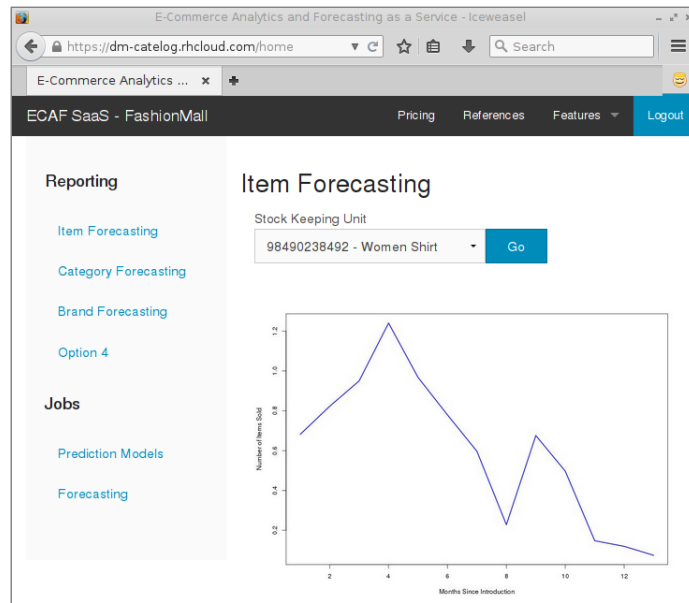 E-Commerce Analytics and Forecasting as a Service - Iceweasel
https://dm-catelog.rhcloud.com/home
Search
E-Commerce Analytics ...
ECAF SaaS - FashionMall
Pricing
References
Features
Logout
Reporting
Item Forecasting
Category Forecasting
Brand Forecasting
Option 4
Jobs
Prediction Models
Forecasting
Item Forecasting
Stock Keeping Unit
98490238492 - Women Shirt
Go
Number of Items Sold
1.2
1.0
0.8
0.6
0.4
0.2
2 4 6 8 10 12
Months Since Introduction